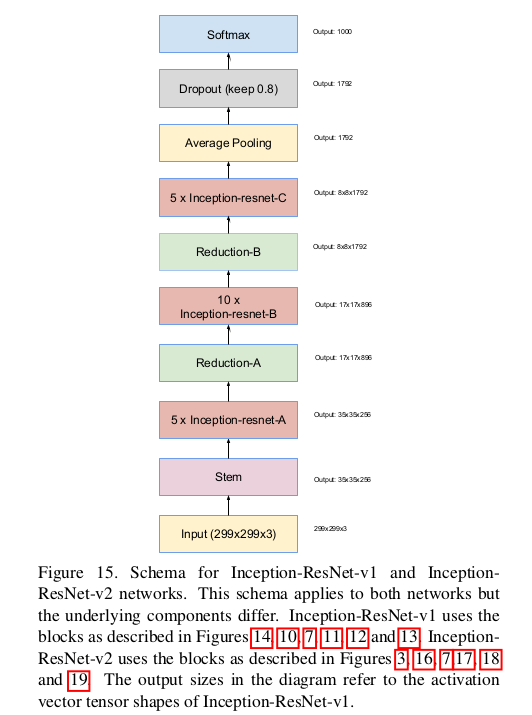 Softmax
Output: 1000
Dropout (keep 0.8)
Output: 1792
Average Pooling
Output: 1792
5 x Inception-resnet-C
Output: 8x8x1792
Reduction-B
Output: 8x8x1792
10 x
Inception-resnet-B
Output: 17x17x896
Reduction-A
Output: 17x17x896
5 x Inception-resnet-A
Output: 35x35x256
Stem
Output: 35x35x256
Input (299x299x3)
299x299x3
Figure 15. Schema for Inception-ResNet-v1 and Inception-
ResNet-v2 networks. This schema applies to both networks but
the underlying components differ. Inception-ResNet-v1 uses the
blocks as described in Figures 14, 10, 7, 11, 12 and 13. Inception-
ResNet-v2 uses the blocks as described in Figures 3, 16, 7,17, 18
and 19. The output sizes in the diagram refer to the activation
vector tensor shapes of Inception-ResNet-v1.